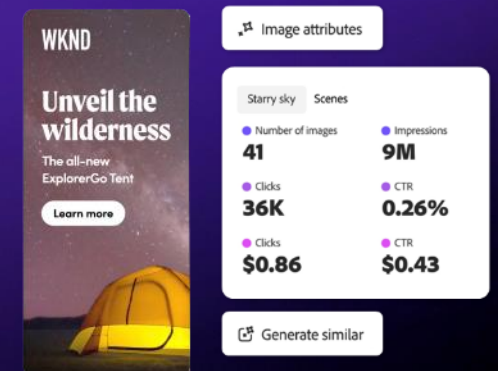 WKND
Unveil the
wilderness
The all-new
ExplorerGo Tent
Learn more
Image attributes
Starry sky Scenes
Number of images Impressions
41 9M
Clicks CTR
36K 0.26%
Clicks CTR
$0.86 $0.43
Generate similar